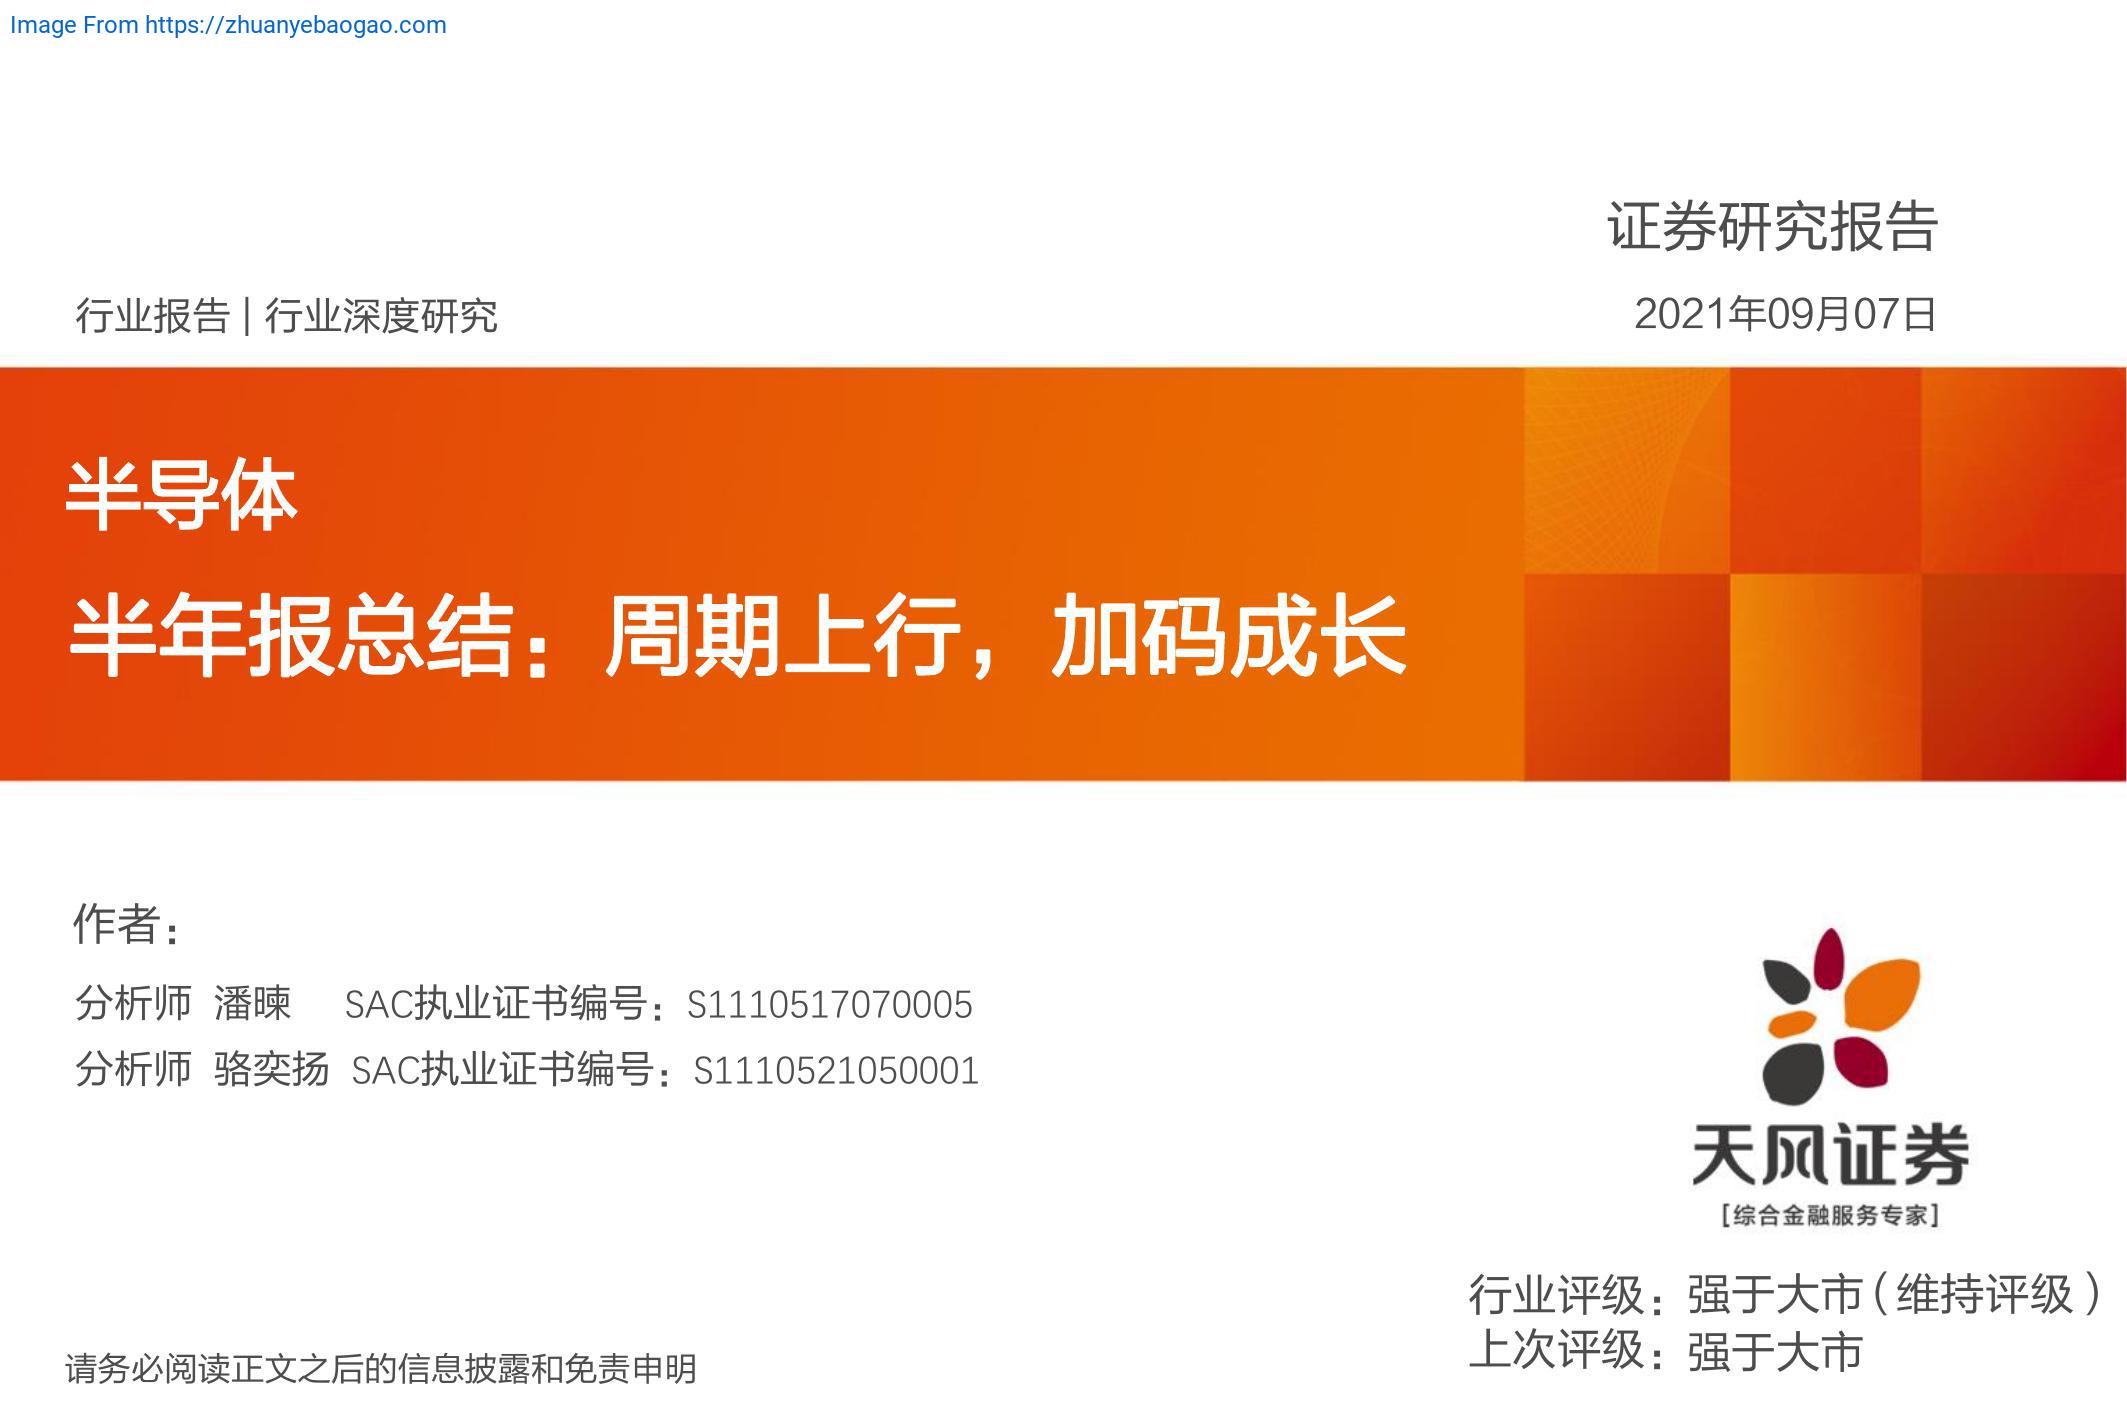 Image From https://zhuanyebaogao.com
证券研究报告
行业报告 | 行业深度研究
2021年09月07日
半导体
半年报总结：周期上行，加码成长
作者：
分析师 潘暕 SAC执业证书编号：S1110517070005
分析师 骆奕扬 SAC执业证书编号：S1110521050001
天风证券
[综合金融服务专家]
行业评级：强于大市（维持评级）
上次评级：强于大市
请务必阅读正文之后的信息披露和免责申明